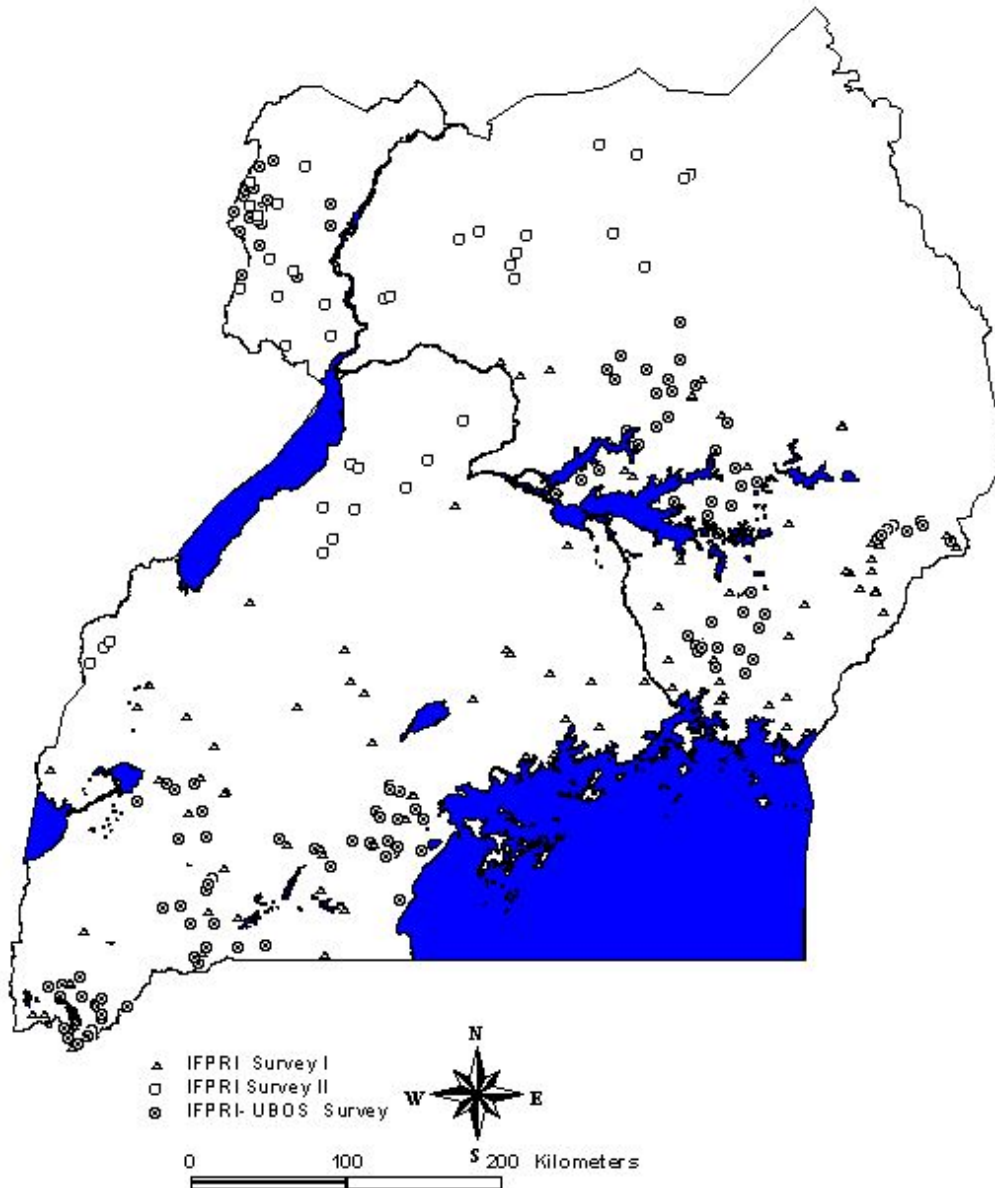 IFPRI Survey I
IFPRI Survey II
IFPRI-UBOS Survey
N
W E
S
0 100 200 Kilometers